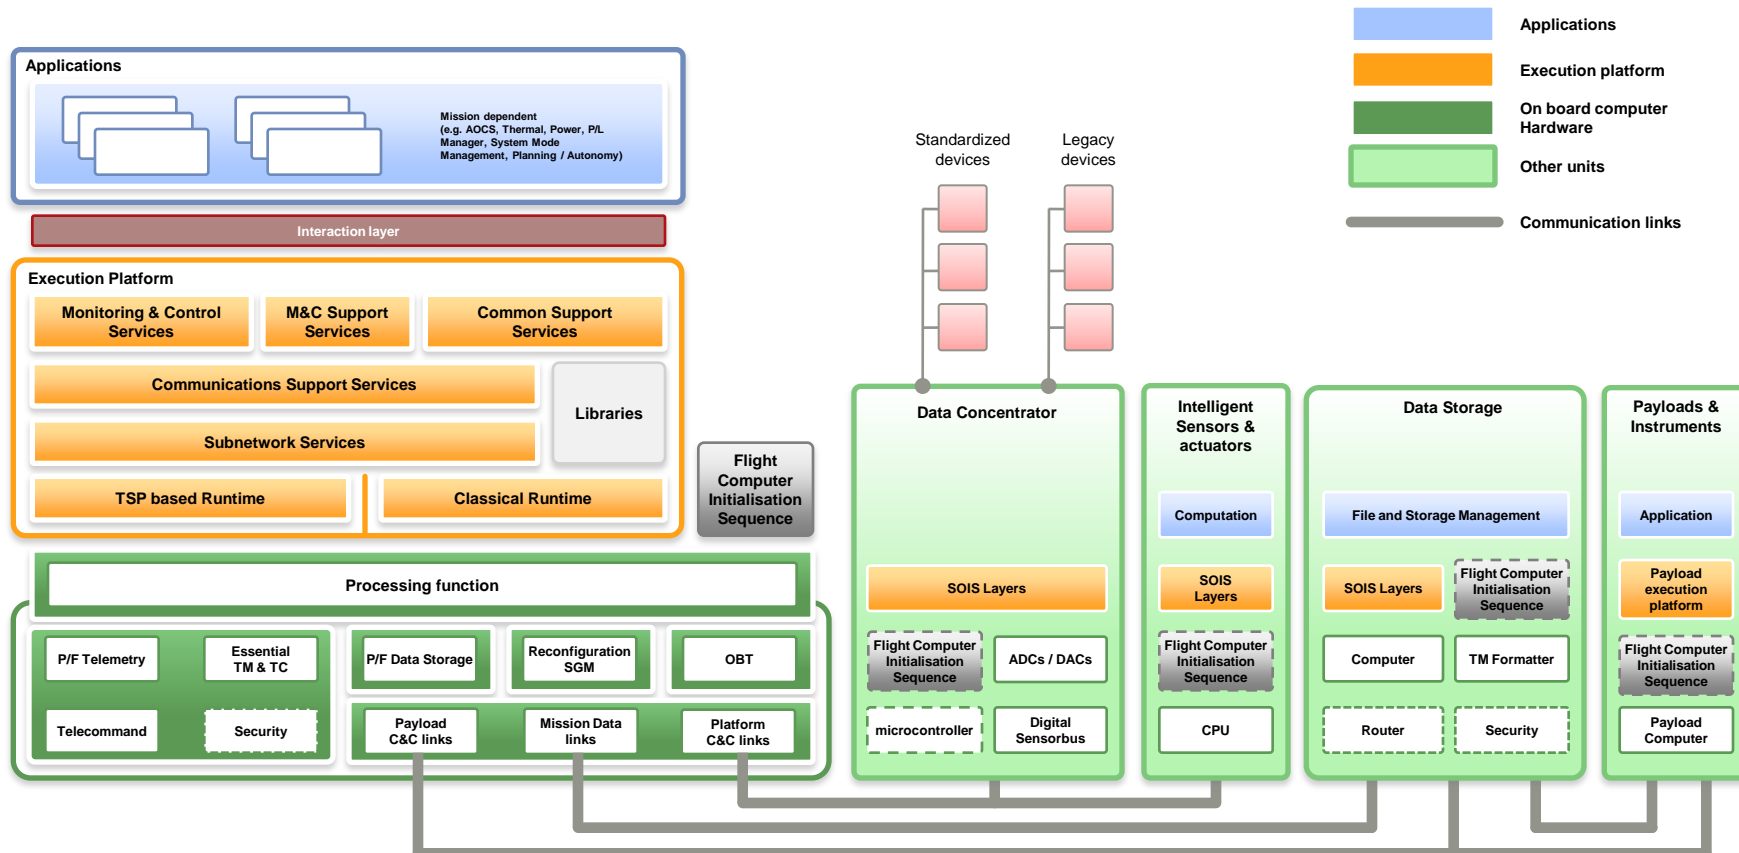 Applications
Mission dependent
(e.g. AOCS, Thermal, Power, P/L
Manager, System Mode
Management, Planning / Autonomy)
Interaction layer
Execution Platform
Monitoring & Control
Services
M&C Support
Services
Common Support
Services
Communications Support Services
Libraries
Subnetwork Services
TSP based Runtime
Classical Runtime
Flight
Computer
Initialisation
Sequence
Processing function
P/F Telemetry
Essential
TM & TC
P/F Data Storage
Reconfiguration
SGM
OBT
Telecommand
Security
Payload
C&C links
Mission Data
links
Platform
C&C links
Standardized
devices
Legacy
devices
Data Concentrator
SOIS Layers
Flight Computer
Initialisation
Sequence
ADCs / DACs
microcontroller
Digital
Sensorbus
Intelligent
Sensors &
actuators
Computation
SOIS
Layers
Flight Computer
Initialisation
Sequence
CPU
Data Storage
File and Storage Management
SOIS Layers
Flight Computer
Initialisation
Sequence
Computer
TM Formatter
Router
Security
Payloads &
Instruments
Application
Payload
execution
platform
Flight Computer
Initialisation
Sequence
Payload
Computer
Applications
Execution platform
On board computer
Hardware
Other units
Communication links